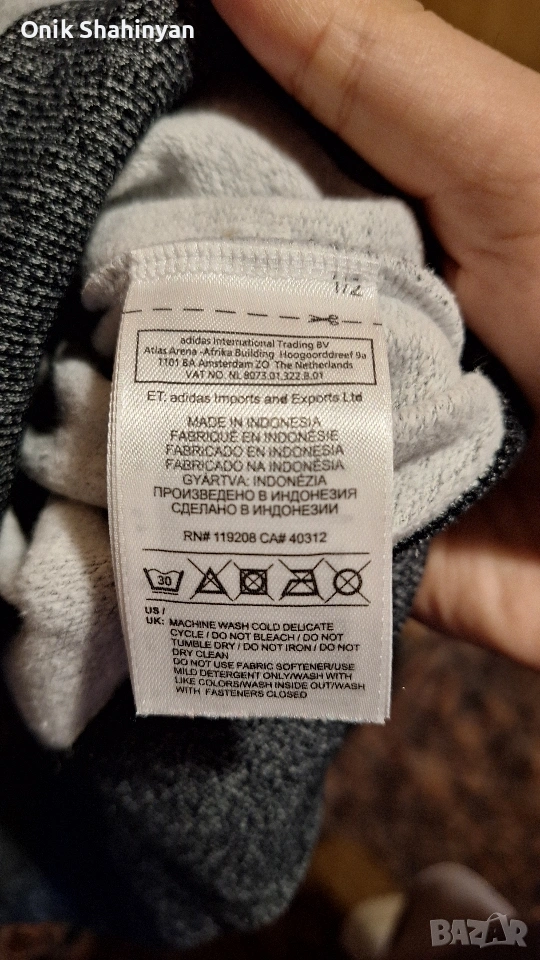 Onik Shahinyan
1/2
adidas International Trading BV
Atlas Arena -Afrika Building Hoogoorddreef 9a
1101 BA Amsterdam ZO The Netherlands
VAT NO. NL 8073.01.322.B.01
ET. adidas Imports and Exports Ltd
MADE IN INDONESIA
FABRIQUÉ EN INDONÉSIE
FABRICADO EN INDONESIA
FABRICADO NA INDONÉSIA
GYÁRTVA: INDONÉZIA
ПРОИЗВЕДЕНО В ИНДОНЕЗИЯ
СДЕЛАНО В ИНДОНЕЗИИ
RN# 119208 CA# 40312
30
US /
UK: MACHINE WASH COLD DELICATE
CYCLE / DO NOT BLEACH / DO NOT
TUMBLE DRY / DO NOT IRON / DO NOT
DRY CLEAN
DO NOT USE FABRIC SOFTENER/USE
MILD DETERGENT ONLY/WASH WITH
LIKE COLORS/WASH INSIDE OUT/WASH
WITH FASTENERS CLOSED
BAZAR